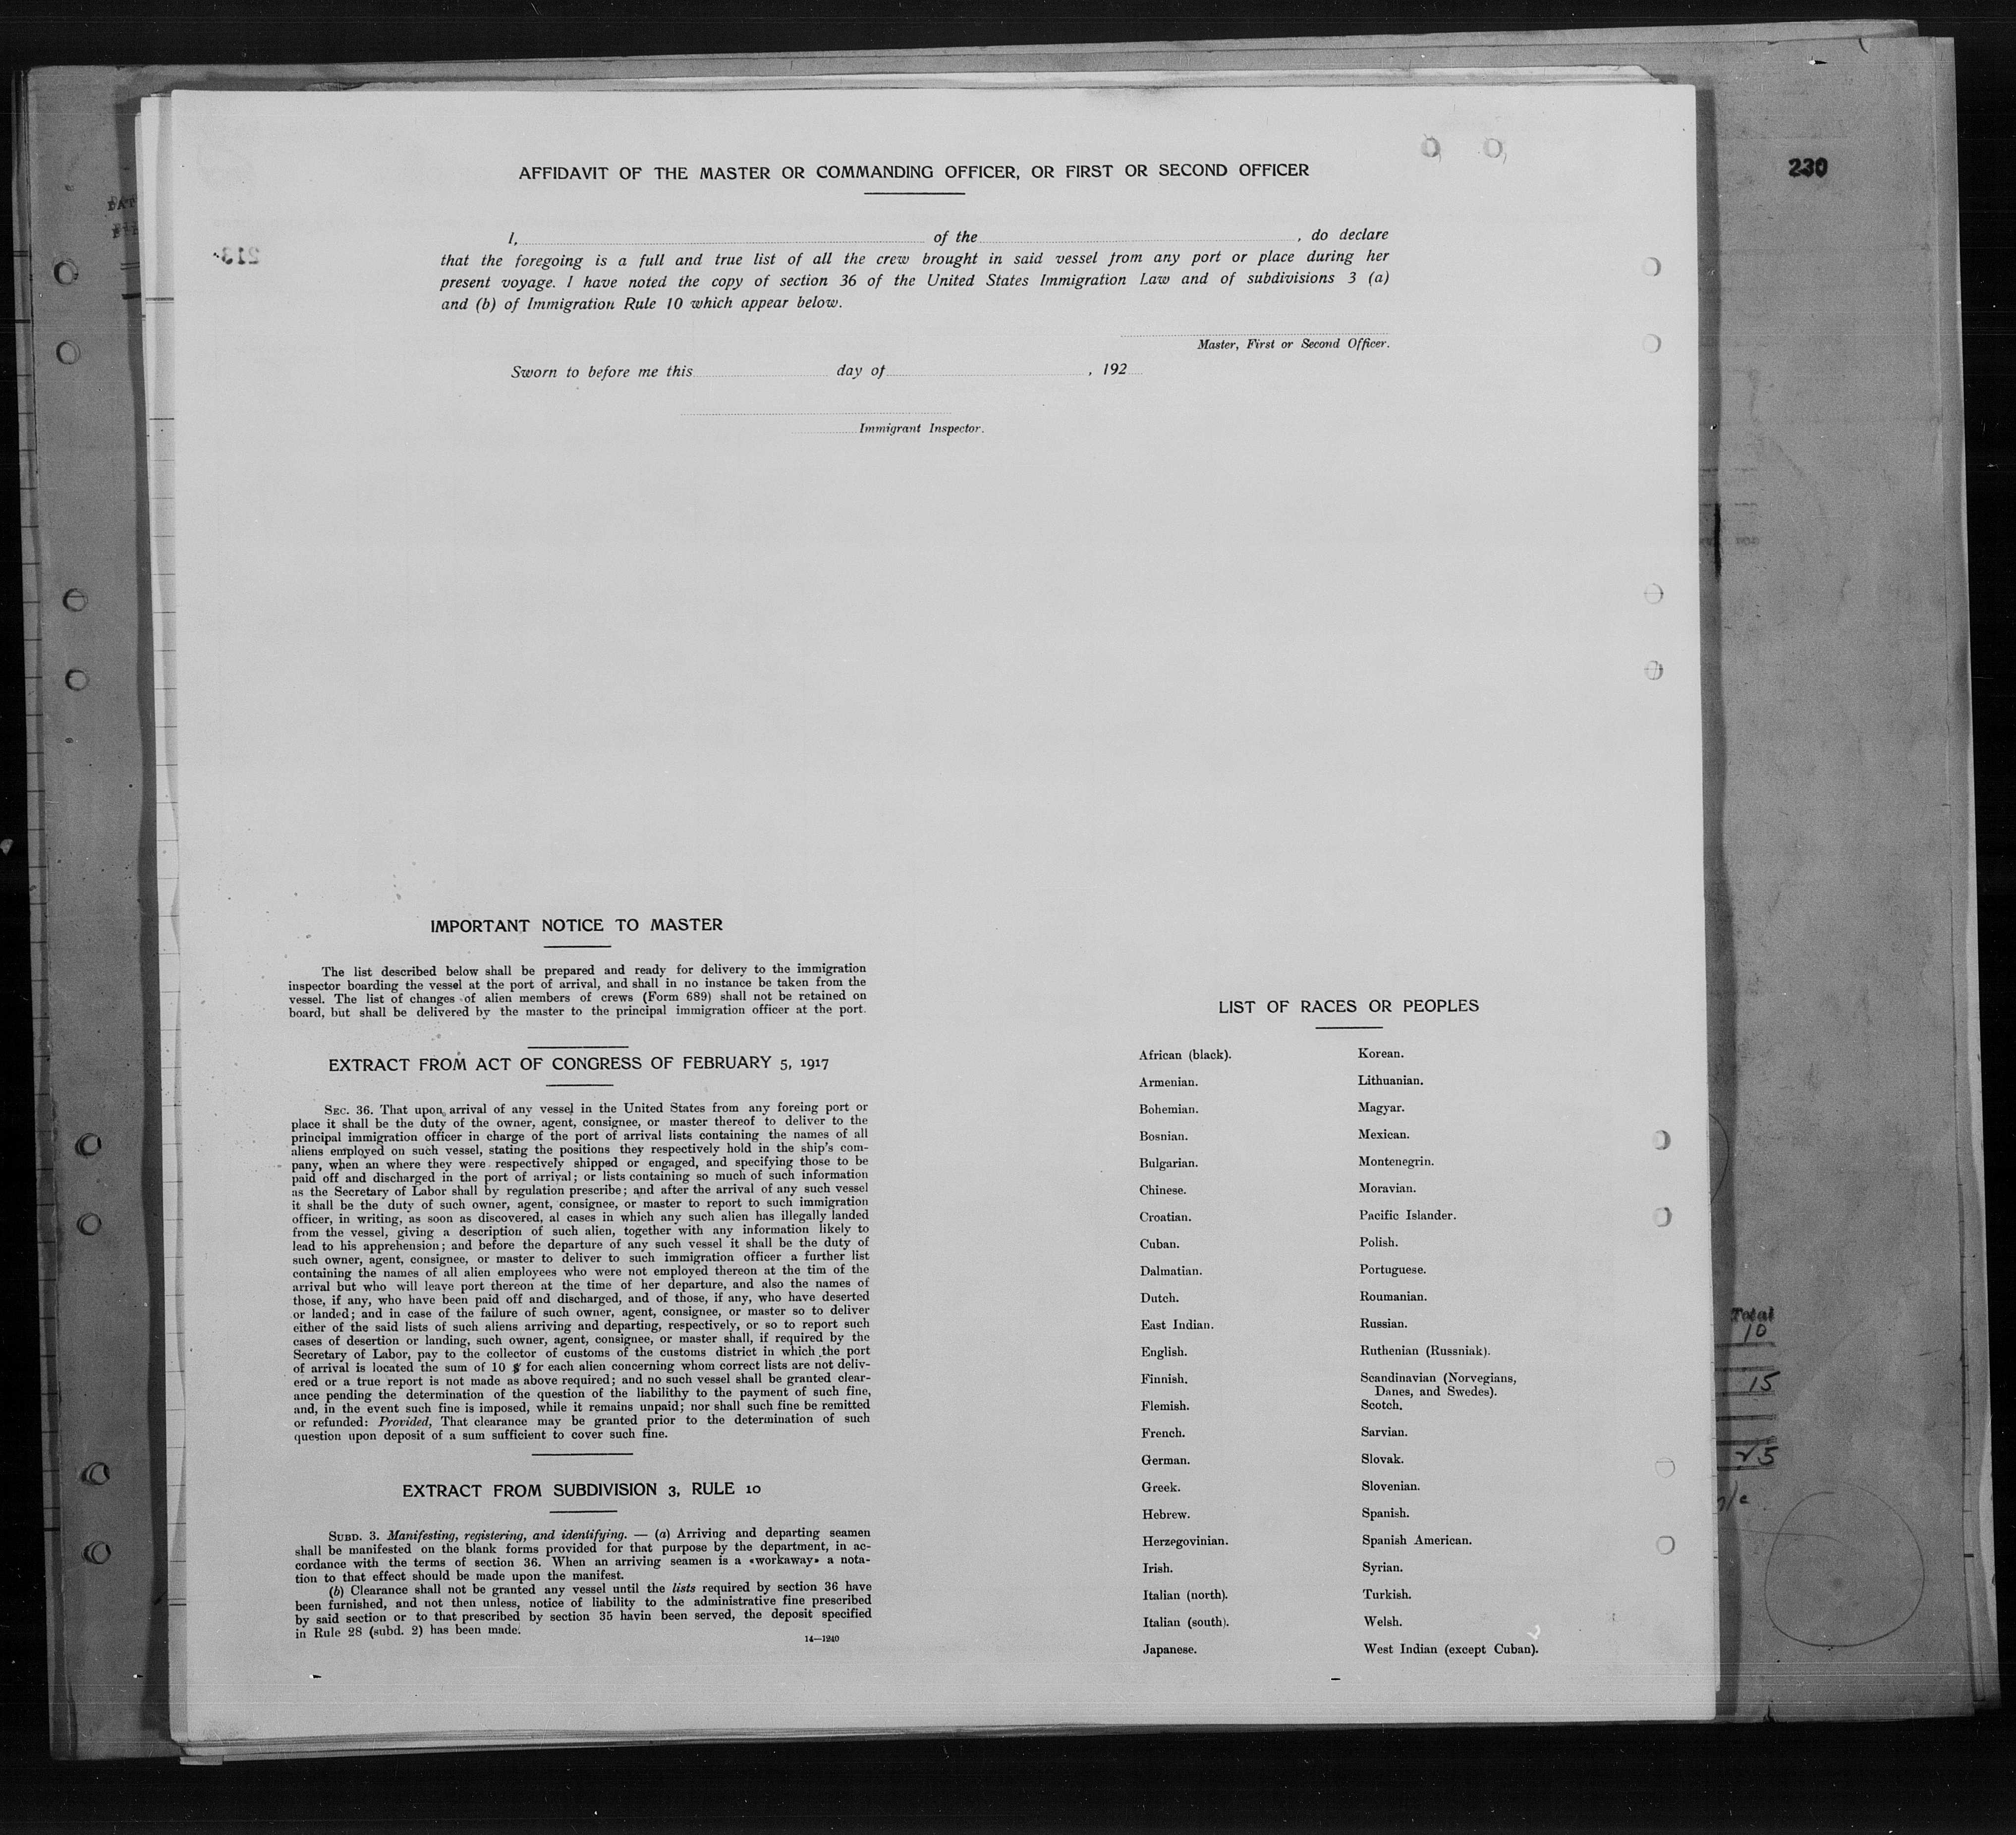 AFFIDAVIT OF THE MASTER OR COMMANDING OFFICER, OR FIRST OR SECOND OFFICER
230
I, of the , do declare
that the foregoing is a full and true list of all the crew brought in said vessel from any port or place during her
present voyage. I have noted the copy of section 36 of the United States Immigration Law and of subdivisions 3 (a)
and (b) of Immigration Rule 10 which appear below.
Master, First or Second Officer.
Sworn to before me this day of , 192
Immigrant Inspector.
IMPORTANT NOTICE TO MASTER
The list described below shall be prepared and ready for delivery to the immigration
inspector boarding the vessel at the port of arrival, and shall in no instance be taken from the
vessel. The list of changes of alien members of crews (Form 689) shall not be retained on
board, but shall be delivered by the master to the principal immigration officer at the port.
EXTRACT FROM ACT OF CONGRESS OF FEBRUARY 5, 1917
SEC. 36. That upon arrival of any vessel in the United States from any foreing port or
place it shall be the duty of the owner, agent, consignee, or master thereof to deliver to the
principal immigration officer in charge of the port of arrival lists containing the names of all
aliens employed on such vessel, stating the positions they respectively hold in the ship's com-
pany, when an where they were respectively shipped or engaged, and specifying those to be
paid off and discharged in the port of arrival; or lists containing so much of such information
as the Secretary of Labor shall by regulation prescribe; and after the arrival of any such vessel
it shall be the duty of such owner, agent, consignee, or master to report to such immigration
officer, in writing, as soon as discovered, al cases in which any such alien has illegally landed
from the vessel, giving a description of such alien, together with any information likely to
lead to his apprehension; and before the departure of any such vessel it shall be the duty of
such owner, agent, consignee, or master to deliver to such immigration officer a further list
containing the names of all alien employees who were not employed thereon at the tim of the
arrival but who will leave port thereon at the time of her departure, and also the names of
those, if any, who have been paid off and discharged, and of those, if any, who have deserted
or landed; and in case of the failure of such owner, agent, consignee, or master so to deliver
either of the said lists of such aliens arriving and departing, respectively, or so to report such
cases of desertion or landing, such owner, agent, consignee, or master shall, if required by the
Secretary of Labor, pay to the collector of customs of the customs district in which the port
of arrival is located the sum of 10 $ for each alien concerning whom correct lists are not deliv-
ered or a true report is not made as above required; and no such vessel shall be granted clear-
ance pending the determination of the question of the liabilithy to the payment of such fine,
and, in the event such fine is imposed, while it remains unpaid; nor shall such fine be remitted
or refunded: Provided, That clearance may be granted prior to the determination of such
question upon deposit of a sum sufficient to cover such fine.
EXTRACT FROM SUBDIVISION 3, RULE 10
SUBD. 3. Manifesting, registering, and identifying. — (a) Arriving and departing seamen
shall be manifested on the blank forms provided for that purpose by the department, in ac-
cordance with the terms of section 36. When an arriving seamen is a «workaway» a nota-
tion to that effect should be made upon the manifest.
(b) Clearance shall not be granted any vessel until the lists required by section 36 have
been furnished, and not then unless, notice of liability to the administrative fine prescribed
by said section or to that prescribed by section 35 havin been served, the deposit specified
in Rule 28 (subd. 2) has been made.
14—1240
LIST OF RACES OR PEOPLES
African (black).
Armenian.
Bohemian.
Bosnian.
Bulgarian.
Chinese.
Croatian.
Cuban.
Dalmatian.
Dutch.
East Indian.
English.
Finnish.
Flemish.
French.
German.
Greek.
Hebrew.
Herzegovinian.
Irish.
Italian (north).
Italian (south).
Japanese.
Korean.
Lithuanian.
Magyar.
Mexican.
Montenegrin.
Moravian.
Pacific Islander.
Polish.
Portuguese.
Roumanian.
Russian.
Ruthenian (Russniak).
Scandinavian (Norvegians,
Danes, and Swedes).
Scotch.
Sarvian.
Slovak.
Slovenian.
Spanish.
Spanish American.
Syrian.
Turkish.
Welsh.
West Indian (except Cuban).
Total
10
15
25